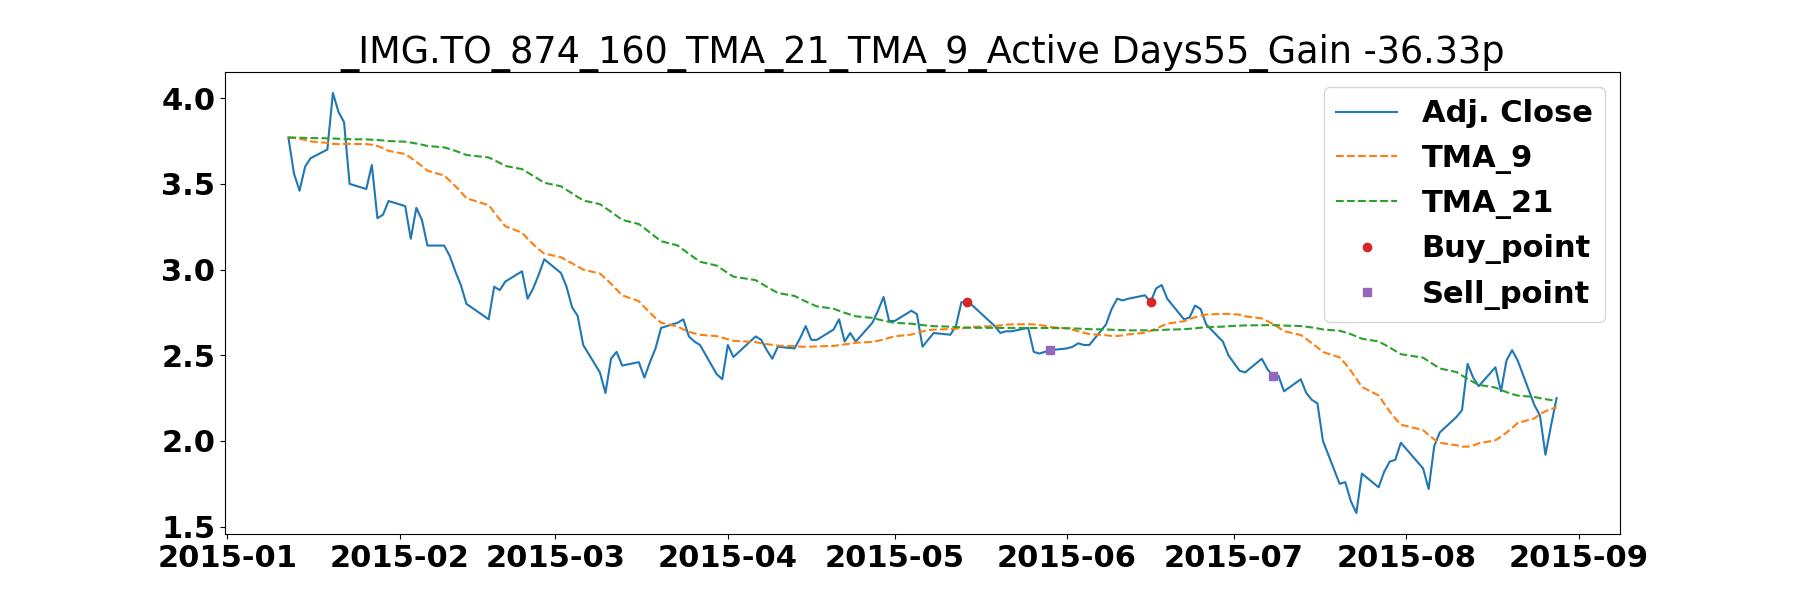 _IMG.TO_874_160_TMA_21_TMA_9_Active Days55_Gain -36.33p
4.0
3.5
3.0
2.5
2.0
1.5
Adj. Close
TMA_9
TMA_21
Buy_point
Sell_point
2015-01 2015-02 2015-03 2015-04 2015-05 2015-06 2015-07 2015-08 2015-09